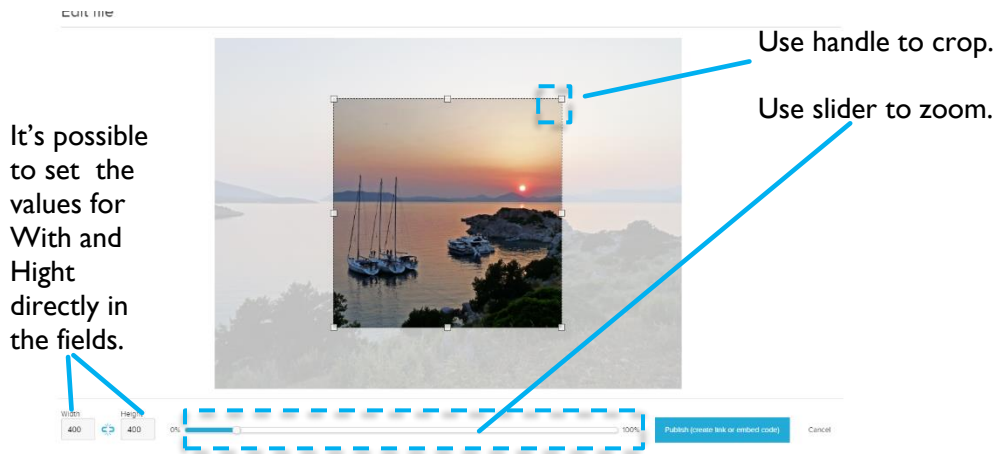 Edit file
Use handle to crop.
Use slider to zoom.
It's possible
to set the
values for
With and
Hight
directly in
the fields.
Width Height
400 400 0% 100% Publish (create link or embed code) Cancel